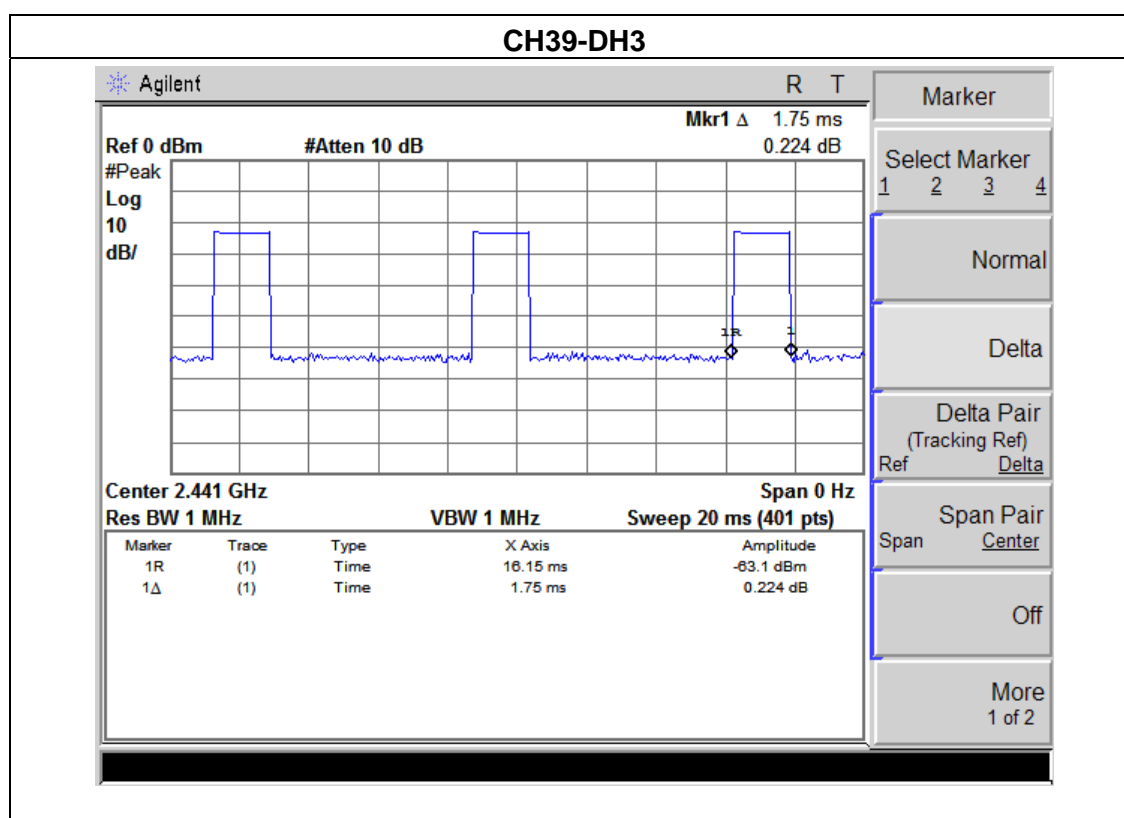 CH39-DH3
Agilent R T
Mkr1 Δ 1.75 ms
Ref 0 dBm #Atten 10 dB 0.224 dB
#Peak
Log
10
dB/
1R 1
Center 2.441 GHz Span 0 Hz
Res BW 1 MHz VBW 1 MHz Sweep 20 ms (401 pts)
Marker Trace Type X Axis Amplitude
1R (1) Time 16.15 ms -63.1 dBm
1Δ (1) Time 1.75 ms 0.224 dB
Marker
Select Marker
1 2 3 4
Normal
Delta
Delta Pair
(Tracking Ref)
Ref Delta
Span Pair
Span Center
Off
More
1 of 2